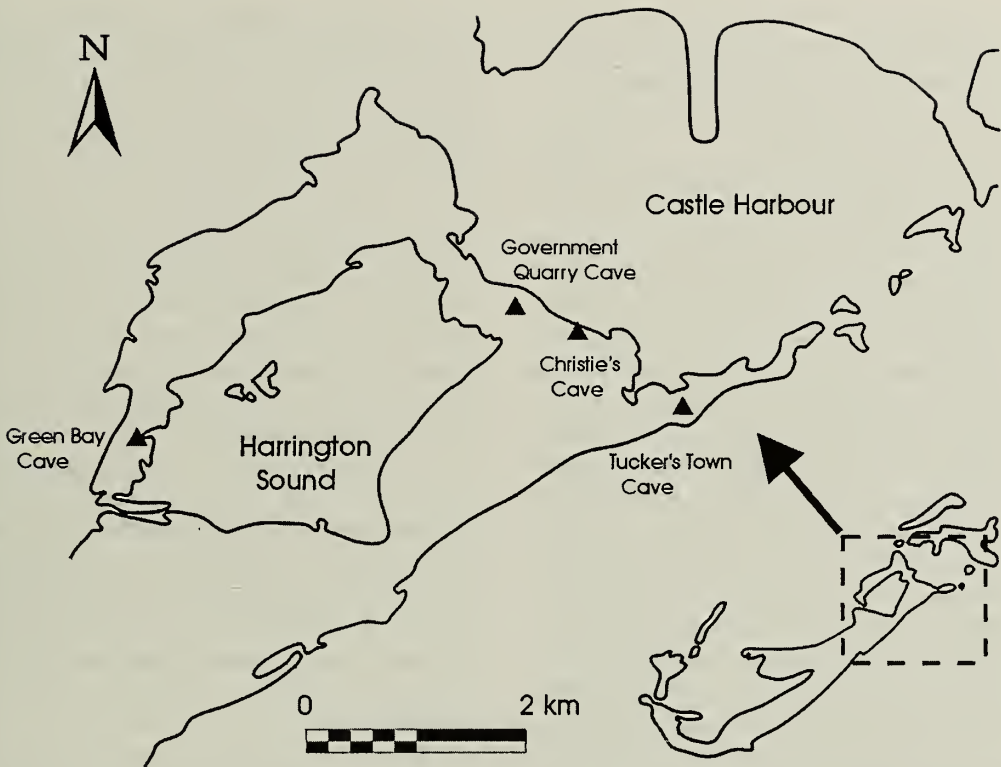 N
Castle Harbour
Government
Quarry Cave
Christie's
Cave
Green Bay
Cave
Harrington
Sound
Tucker's Town
Cave
0 2 km